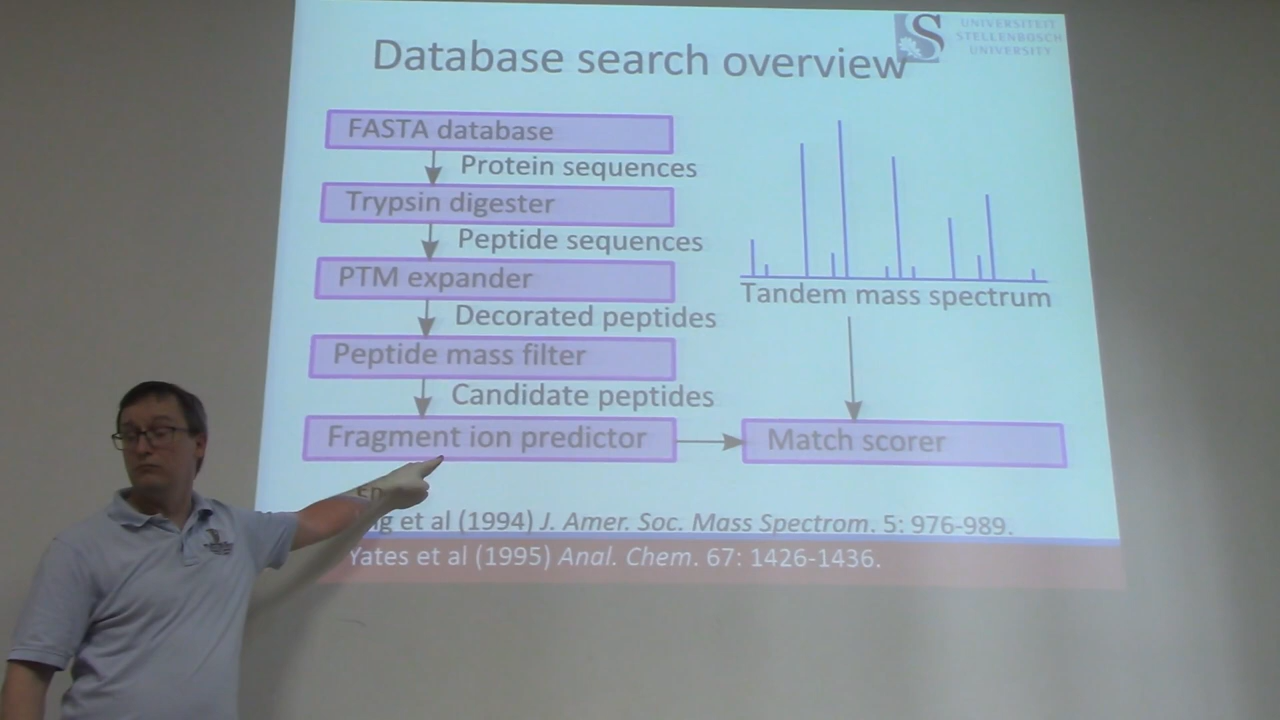 Database search overview
UNIVERSITEIT
STELLENBOSCH
UNIVERSITY
FASTA database
Protein sequences
Trypsin digester
Peptide sequences
PTM expander
Decorated peptides
Peptide mass filter
Candidate peptides
Fragment ion predictor
Tandem mass spectrum
Match scorer
et al (1994) J. Amer. Soc. Mass Spectrom. 5: 976-989.
Yates et al (1995) Anal. Chem. 67: 1426-1436.